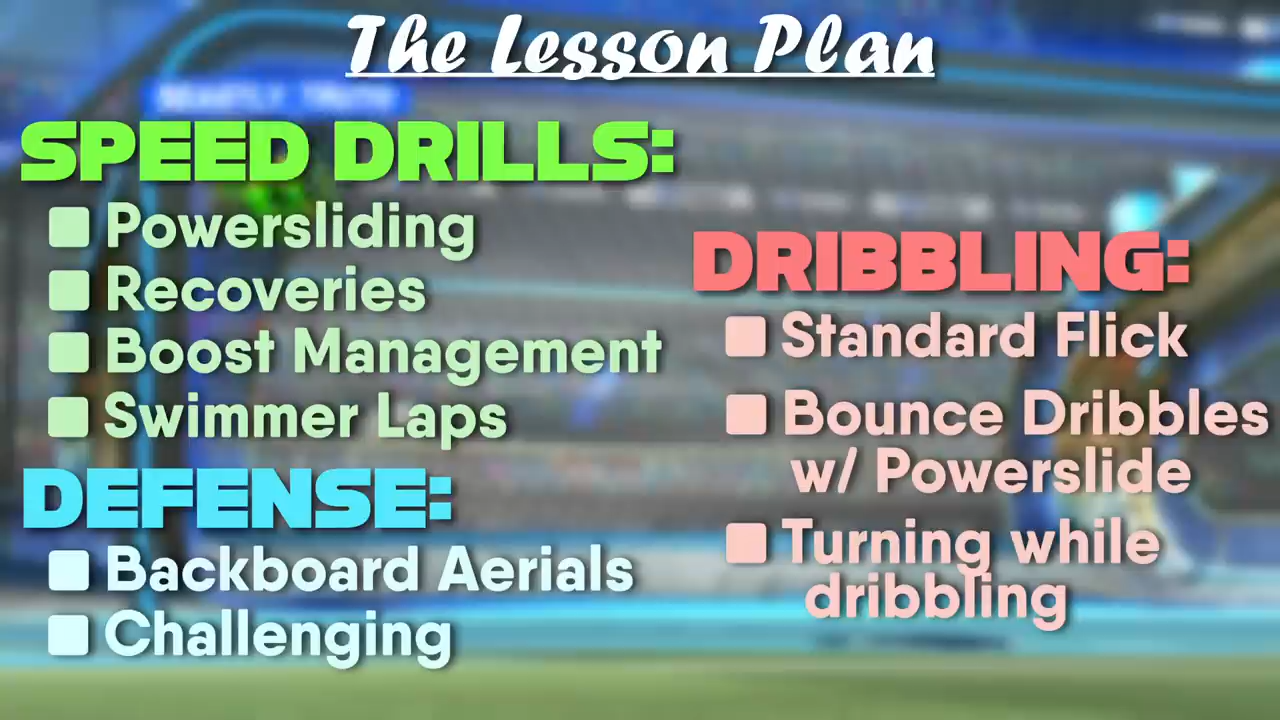 The Lesson Plan
SPEED DRILLS:
Powersliding
Recoveries
Boost Management
Swimmer Laps
DEFENSE:
Backboard Aerials
Challenging
DRIBBLING:
Standard Flick
Bounce Dribbles
w/ Powerslide
Turning while
dribbling